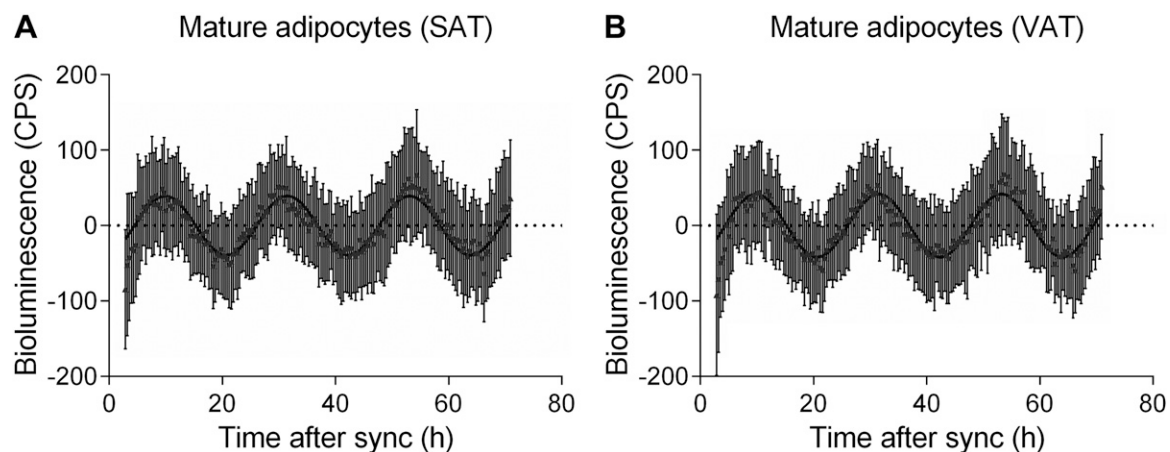 A Mature adipocytes (SAT)
Bioluminescence (CPS)
200
100
0
-100
-200
0 20 40 60 80
Time after sync (h)
B Mature adipocytes (VAT)
Bioluminescence (CPS)
200
100
0
-100
-200
0 20 40 60 80
Time after sync (h)